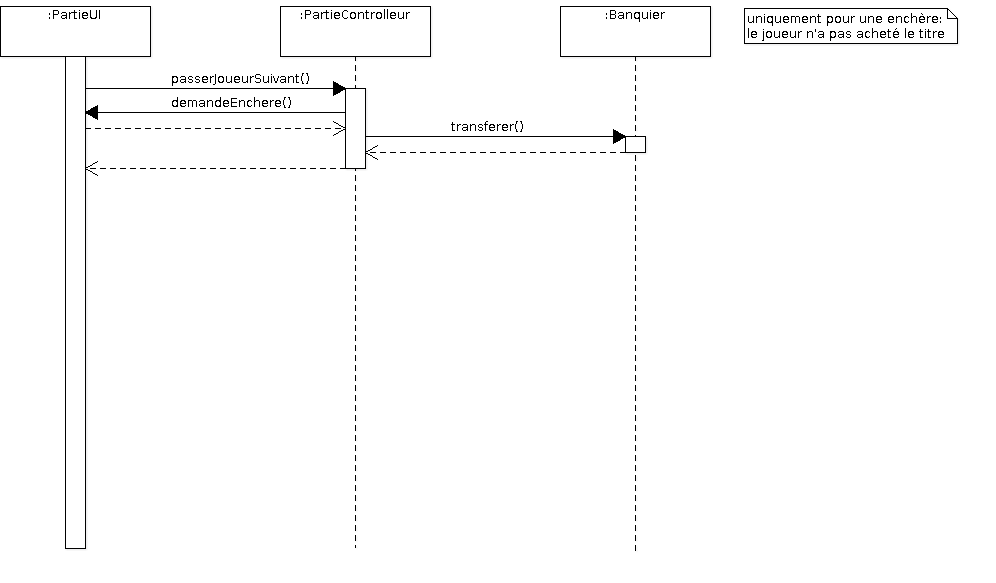 :PartieUI
:PartieControlleur
:Banquier
uniquement pour une enchère:
le joueur n'a pas acheté le titre
passerJoueurSuivant()
demandeEnchere()
transferer()